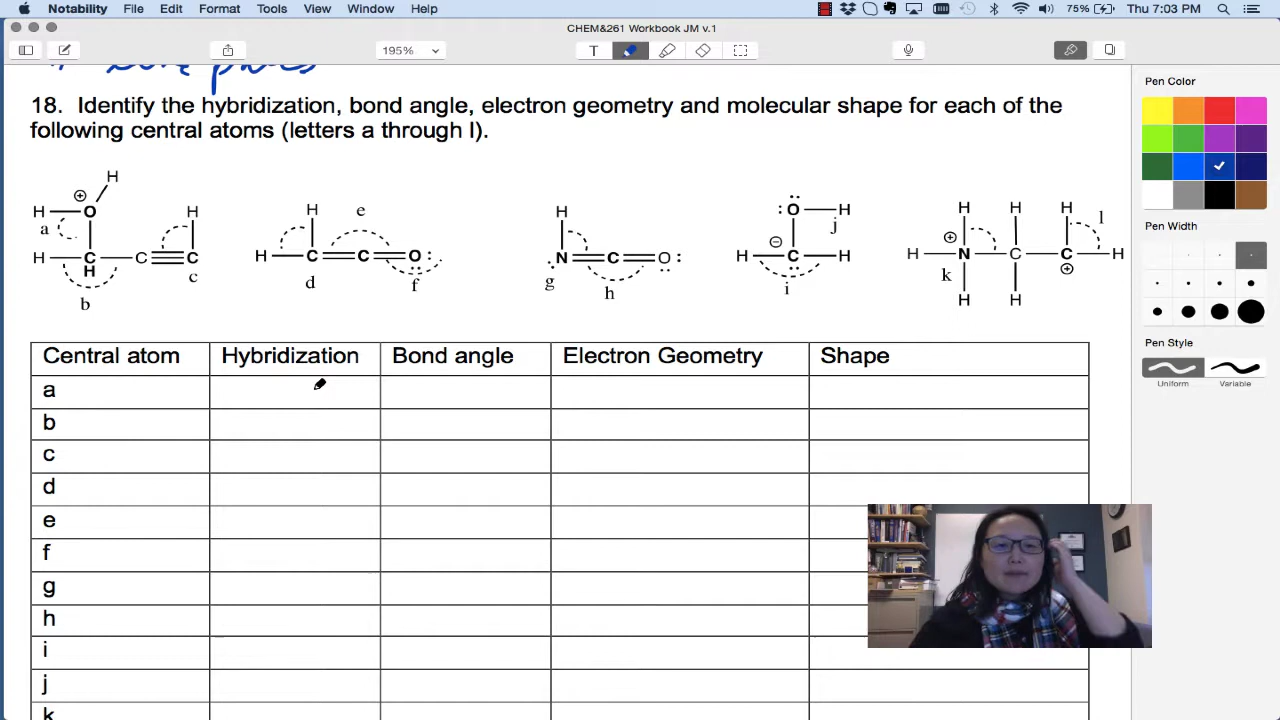 Notability File Edit Format Tools View Window Help 75% Thu 7:03 PM
CHEM&261 Workbook JM v.1
195% T
18. Identify the hybridization, bond angle, electron geometry and molecular shape for each of the
following central atoms (letters a through l).
H H H H H H H H
H O e :O H l
a j
H C C C H C C O: N C O: H C H H N C C H
H c d f g h i k H H
b
Central atom Hybridization Bond angle Electron Geometry Shape
a
b
c
d
e
f
g
h
i
j
k
Pen Color
Pen Width
Pen Style
Uniform Variable